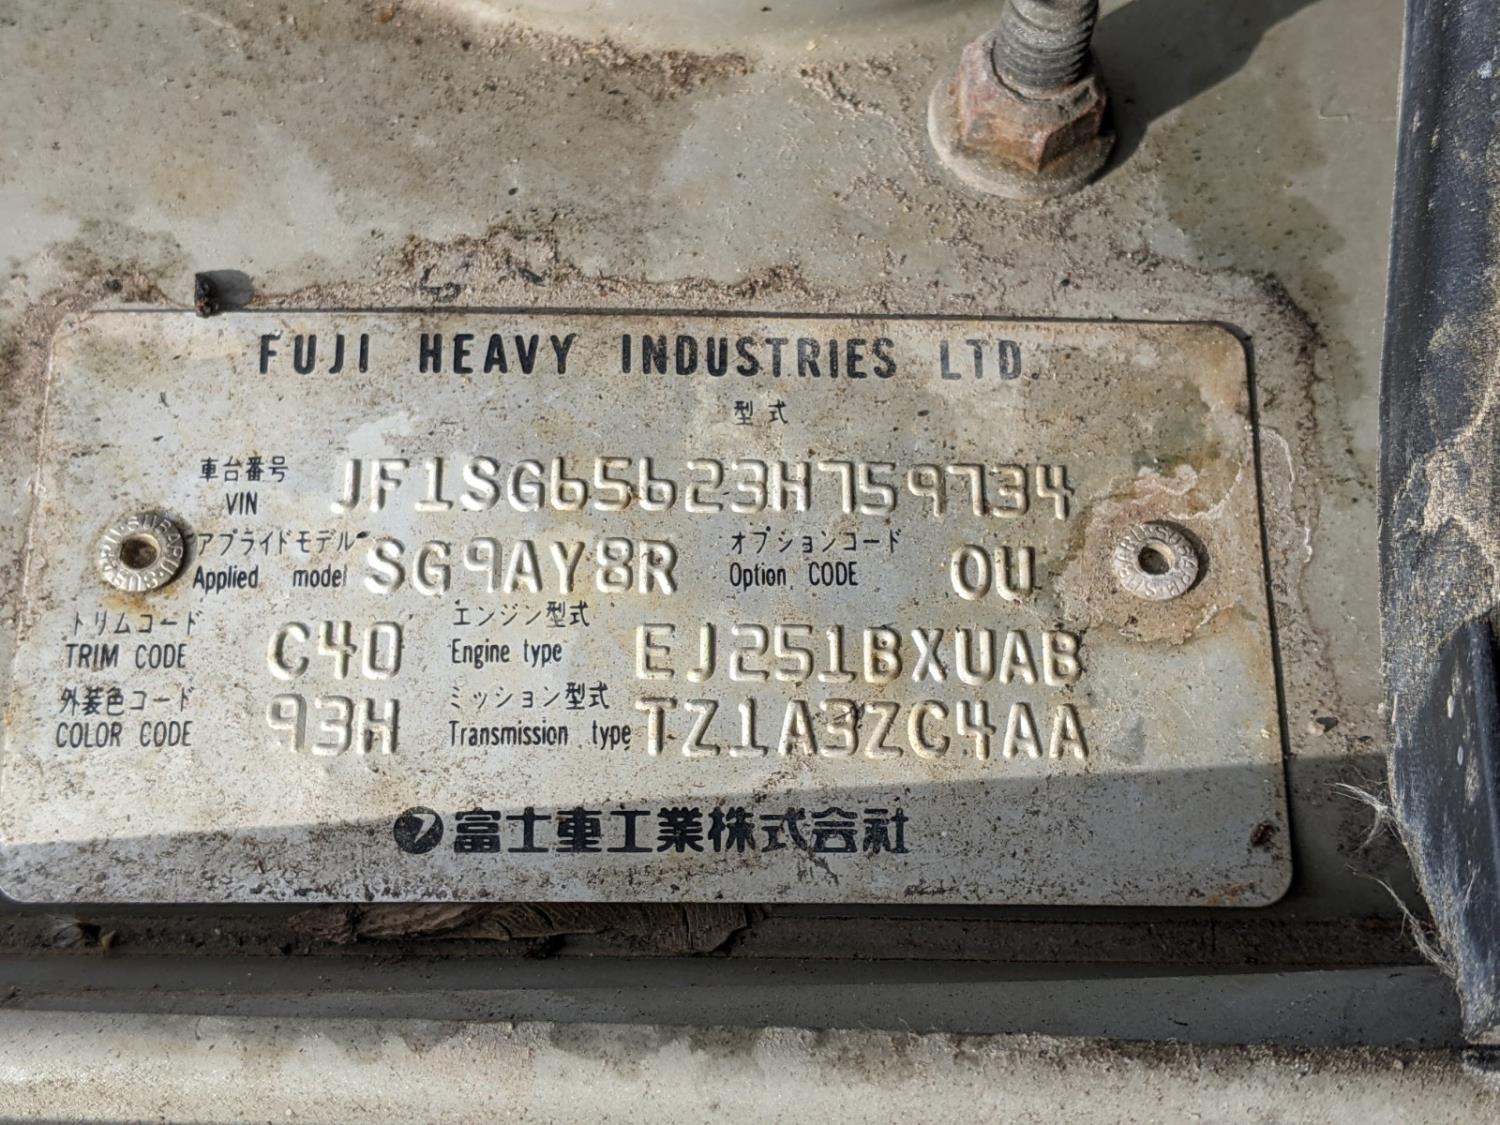 FUJI HEAVY INDUSTRIES LTD.
型式
車台番号
VIN JF1SG65623H759734
アプライドモデル オプションコード
Applied model SG9AY8R Option CODE OU
トリムコード エンジン型式
TRIM CODE C40 Engine type EJ251BXUAB
外装色コード ミッション型式
COLOR CODE 93H Transmission type TZ1A3ZC4AA
富士重工業株式会社